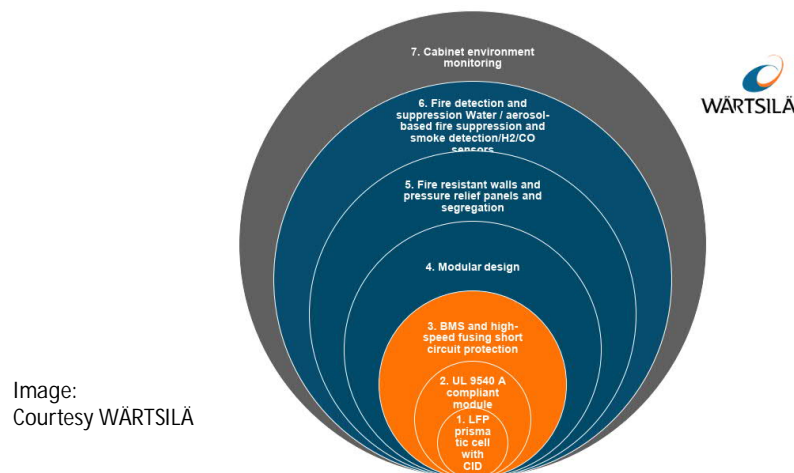 7. Cabinet environment
monitoring
WÄRTSILÄ
6. Fire detection and
suppression Water / aerosol-
based fire suppression and
smoke detection/H2/CO
sensors
5. Fire resistant walls and
pressure relief panels and
segregation
4. Modular design
3. BMS and high-
speed fusing short
circuit protection
2. UL 9540 A
compliant
module
1. LFP
prisma
tic cell
with
CID
Image:
Courtesy WÄRTSILÄ